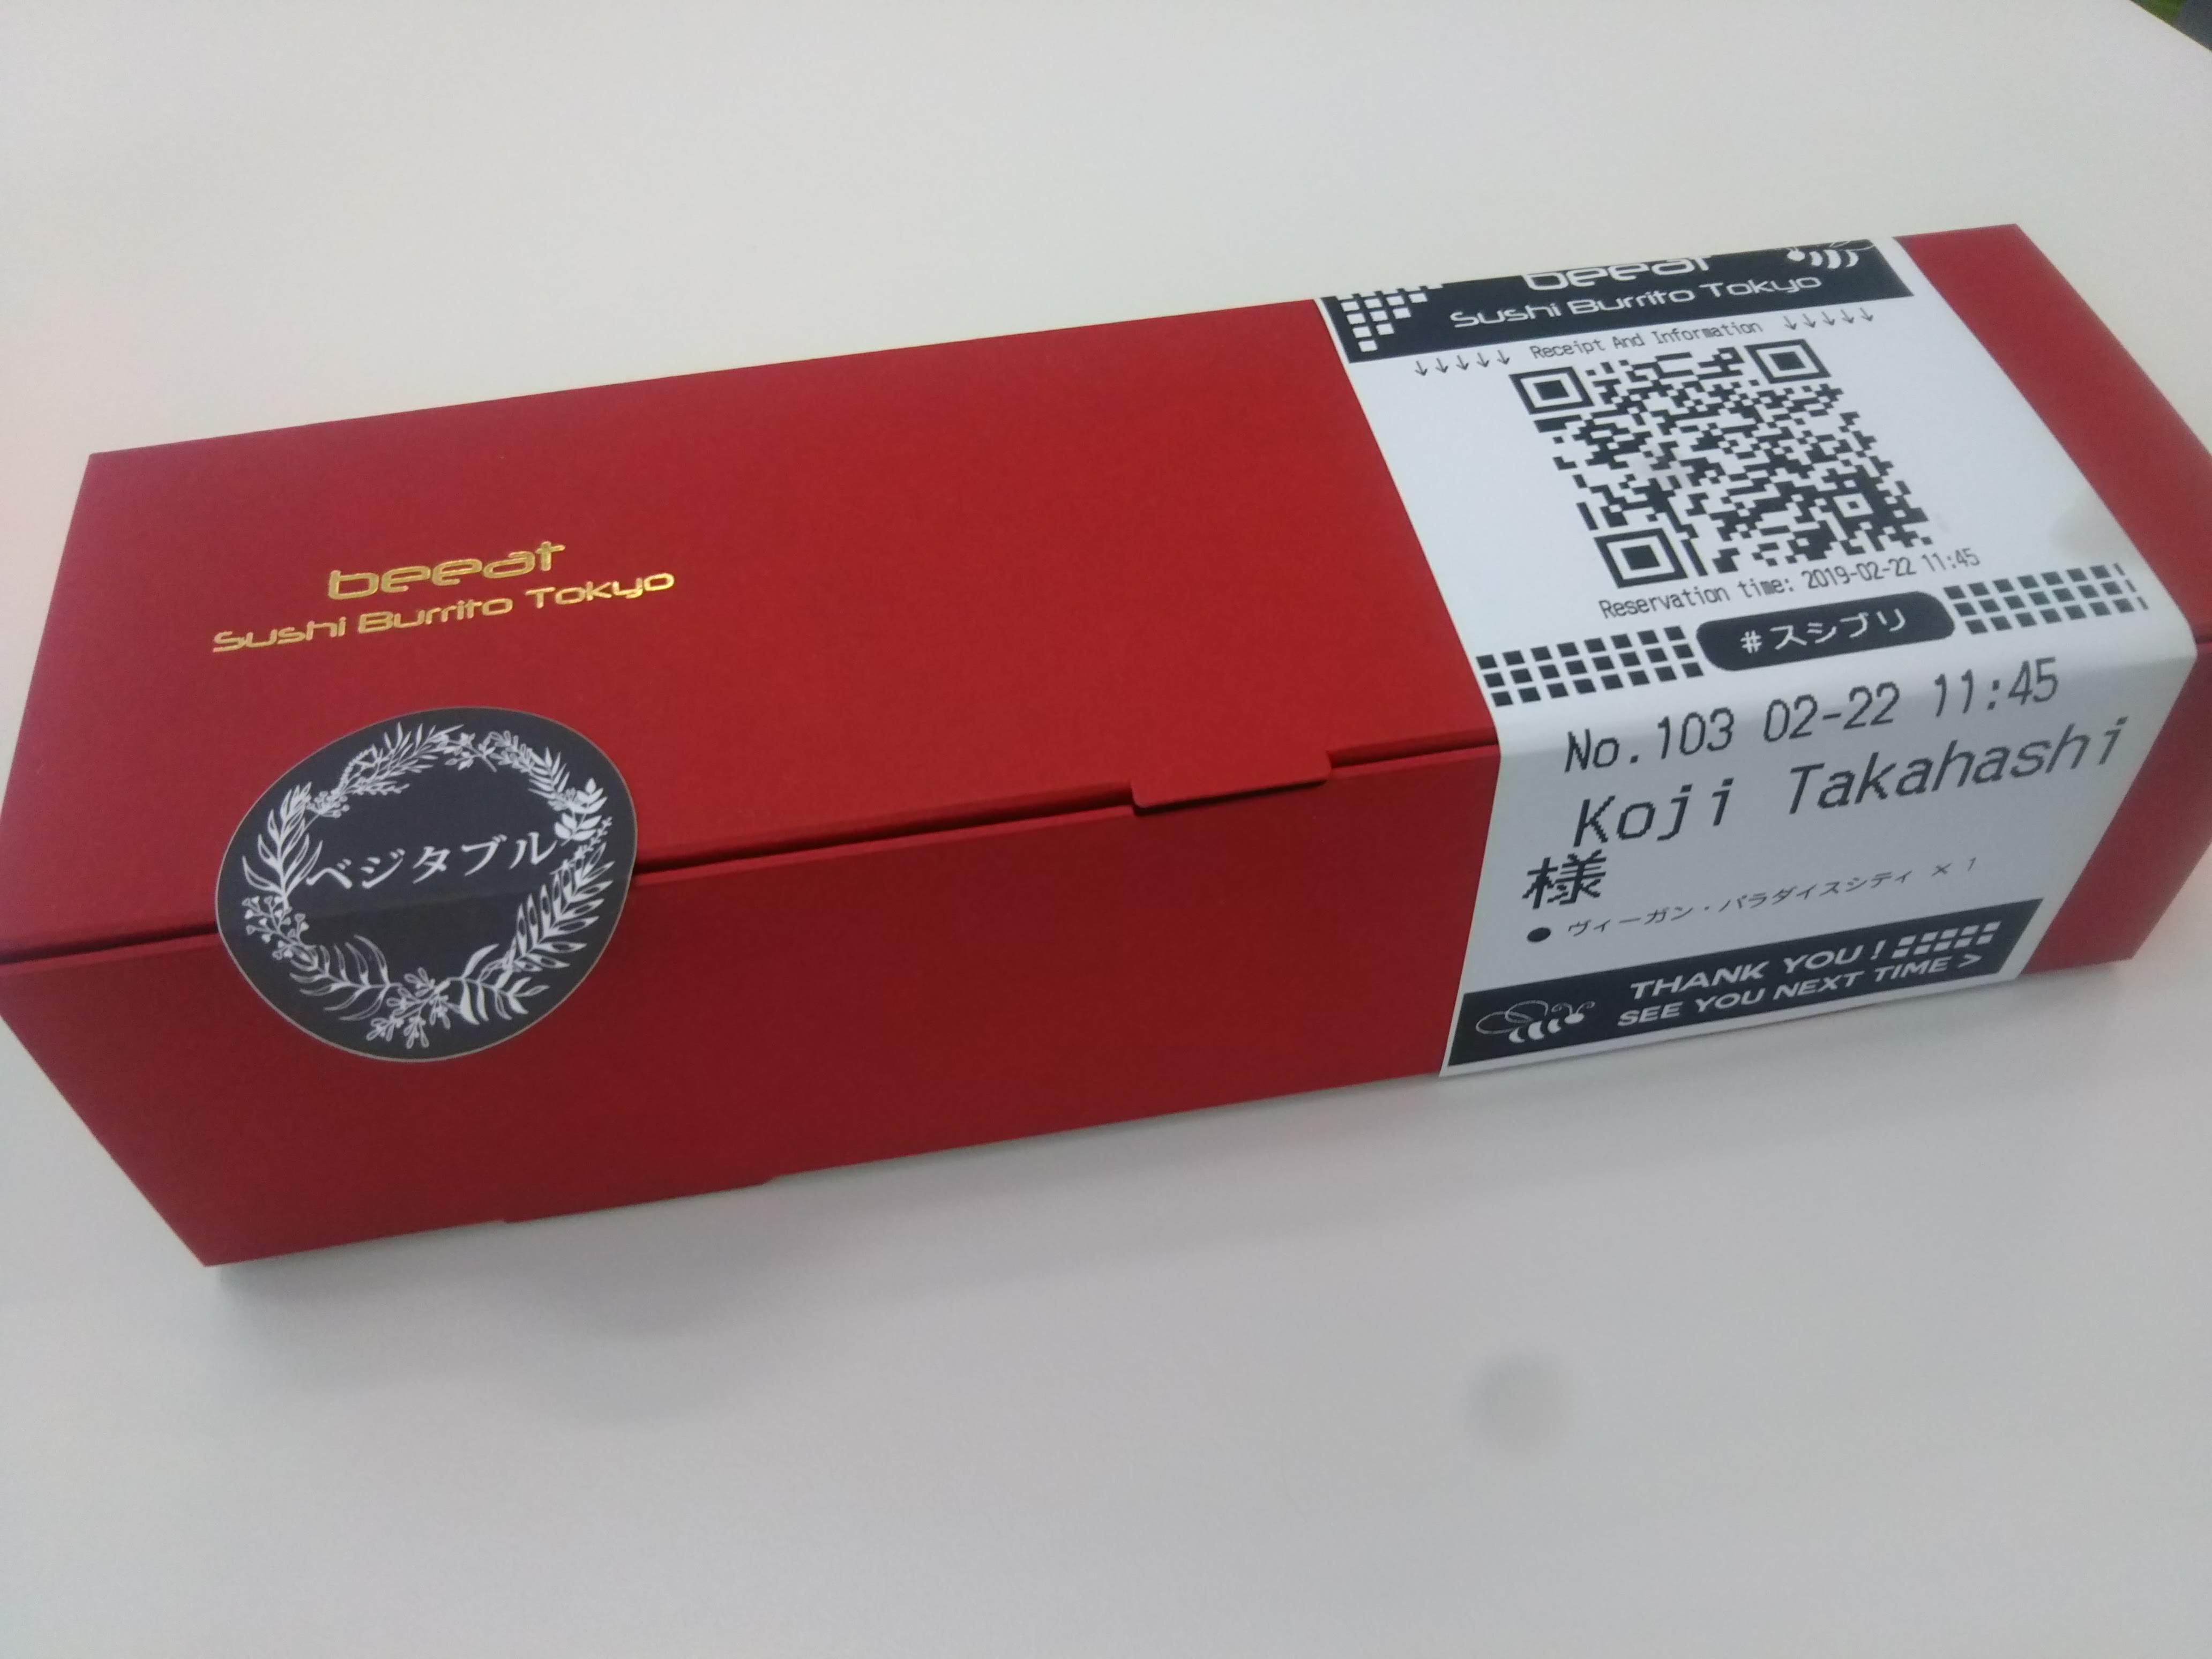 beeat
Sushi Burrito Tokyo
ベジタブル
beeat
Sushi Burrito Tokyo
↓↓↓↓↓ Receipt And Information ↓↓↓↓↓
Reservation time: 2019-02-22 11:45
#スシブリ
No.103 02-22 11:45
Koji Takahashi
様
● ヴィーガン・パラダイスシティ × 1
THANK YOU!
SEE YOU NEXT TIME >